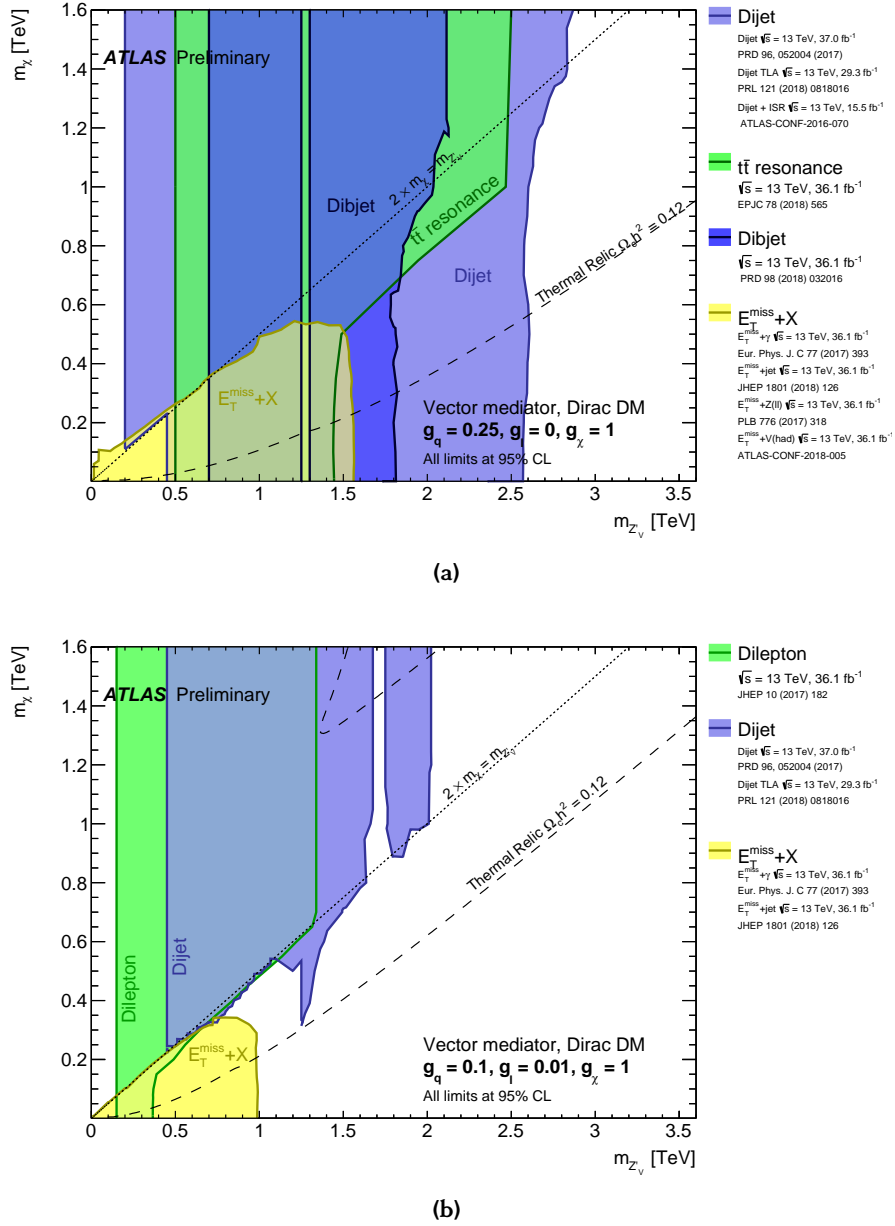 m_χ [TeV]
1.6
1.4
1.2
1
0.8
0.6
0.4
0.2
0
0.5
1
1.5
2
2.5
3
3.5
m_Z'_V [TeV]
ATLAS Preliminary
2 × m_χ = m_Z'_V
Dibjet
tt̄ resonance
Dijet
Thermal Relic Ω_c h² = 0.12
E_T^miss+X
Vector mediator, Dirac DM
g_q = 0.25, g_l = 0, g_χ = 1
All limits at 95% CL
Dijet
Dijet √s = 13 TeV, 37.0 fb⁻¹
PRD 96, 052004 (2017)
Dijet TLA √s = 13 TeV, 29.3 fb⁻¹
PRL 121 (2018) 0818016
Dijet + ISR √s = 13 TeV, 15.5 fb⁻¹
ATLAS-CONF-2016-070
tt̄ resonance
√s = 13 TeV, 36.1 fb⁻¹
EPJC 78 (2018) 565
Dibjet
√s = 13 TeV, 36.1 fb⁻¹
PRD 98 (2018) 032016
E_T^miss+X
E_T^miss+γ √s = 13 TeV, 36.1 fb⁻¹
Eur. Phys. J. C 77 (2017) 393
E_T^miss+jet √s = 13 TeV, 36.1 fb⁻¹
JHEP 1801 (2018) 126
E_T^miss+Z(ll) √s = 13 TeV, 36.1 fb⁻¹
PLB 776 (2017) 318
E_T^miss+V(had) √s = 13 TeV, 36.1 fb⁻¹
ATLAS-CONF-2018-005
(a)
m_χ [TeV]
1.6
1.4
1.2
1
0.8
0.6
0.4
0.2
0
0.5
1
1.5
2
2.5
3
3.5
m_Z'_V [TeV]
ATLAS Preliminary
2 × m_χ = m_Z'_V
Thermal Relic Ω_c h² = 0.12
Dilepton
Dijet
E_T^miss+X
Vector mediator, Dirac DM
g_q = 0.1, g_l = 0.01, g_χ = 1
All limits at 95% CL
Dilepton
√s = 13 TeV, 36.1 fb⁻¹
JHEP 10 (2017) 182
Dijet
Dijet √s = 13 TeV, 37.0 fb⁻¹
PRD 96, 052004 (2017)
Dijet TLA √s = 13 TeV, 29.3 fb⁻¹
PRL 121 (2018) 0818016
E_T^miss+X
E_T^miss+γ √s = 13 TeV, 36.1 fb⁻¹
Eur. Phys. J. C 77 (2017) 393
E_T^miss+jet √s = 13 TeV, 36.1 fb⁻¹
JHEP 1801 (2018) 126
(b)